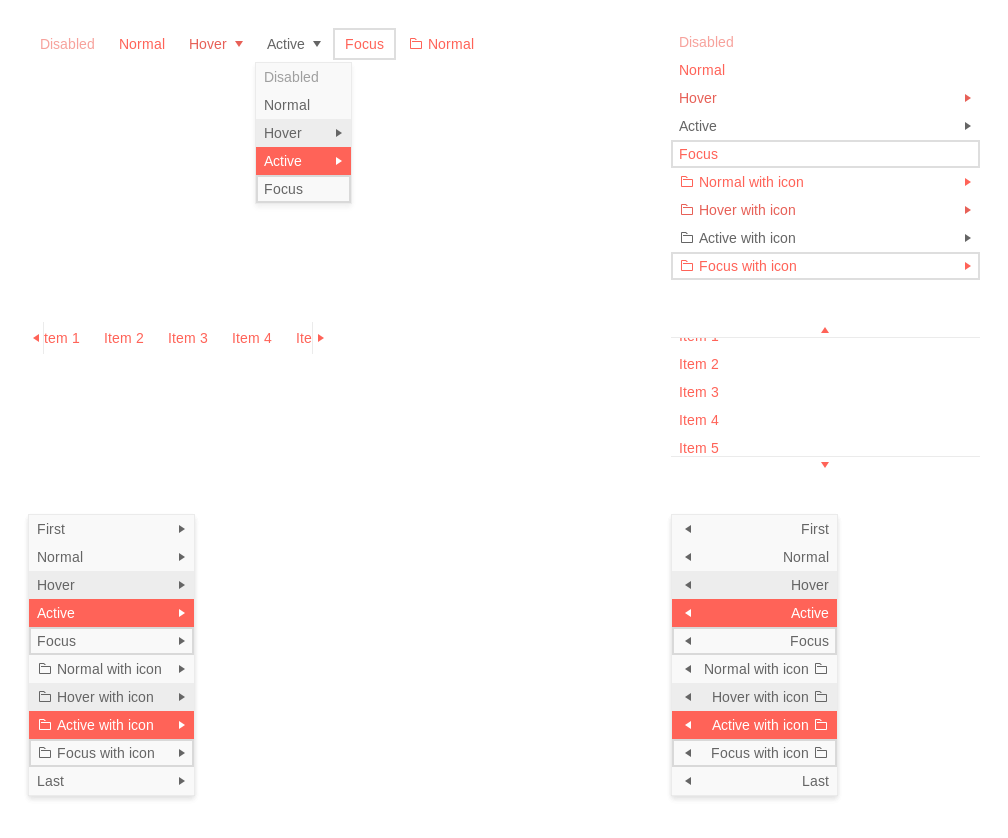 Disabled Normal Hover Active Focus Normal
Disabled
Normal
Hover
Active
Focus
Disabled
Normal
Hover
Active
Focus
Normal with icon
Hover with icon
Active with icon
Focus with icon
tem 1 Item 2 Item 3 Item 4 Ite
Item 1
Item 2
Item 3
Item 4
Item 5
First
Normal
Hover
Active
Focus
Normal with icon
Hover with icon
Active with icon
Focus with icon
Last
First
Normal
Hover
Active
Focus
Normal with icon
Hover with icon
Active with icon
Focus with icon
Last